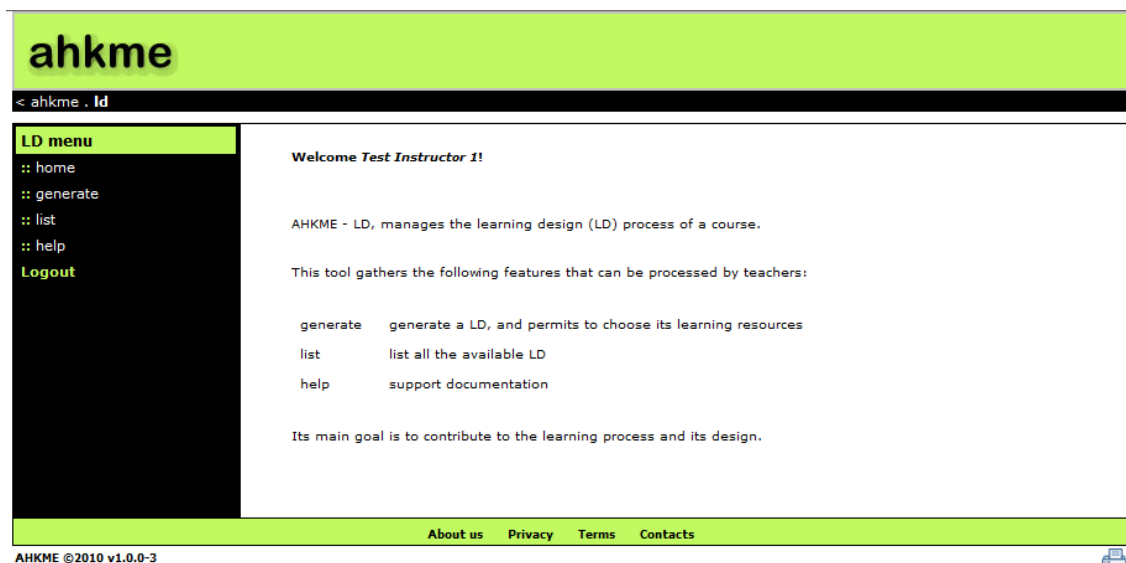 ahkme
< ahkme . ld
LD menu
:: home
:: generate
:: list
:: help
Logout
Welcome Test Instructor 1!
AHKME - LD, manages the learning design (LD) process of a course.
This tool gathers the following features that can be processed by teachers:
generate generate a LD, and permits to choose its learning resources
list list all the available LD
help support documentation
Its main goal is to contribute to the learning process and its design.
About us Privacy Terms Contacts
AHKME ©2010 v1.0.0-3